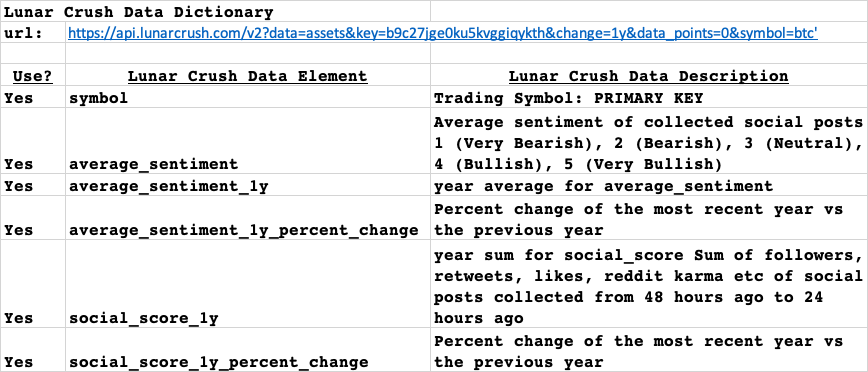 Lunar Crush Data Dictionary
url: https://api.lunarcrush.com/v2?data=assets&key=b9c27jge0ku5kvggiqykth&change=1y&data_points=0&symbol=btc'
Use? Lunar Crush Data Element Lunar Crush Data Description
Yes symbol Trading Symbol: PRIMARY KEY
Average sentiment of collected social posts
1 (Very Bearish), 2 (Bearish), 3 (Neutral),
Yes average_sentiment 4 (Bullish), 5 (Very Bullish)
Yes average_sentiment_1y year average for average_sentiment
Percent change of the most recent year vs
Yes average_sentiment_1y_percent_change the previous year
year sum for social_score Sum of followers,
retweets, likes, reddit karma etc of social
posts collected from 48 hours ago to 24
Yes social_score_1y hours ago
Percent change of the most recent year vs
Yes social_score_1y_percent_change the previous year